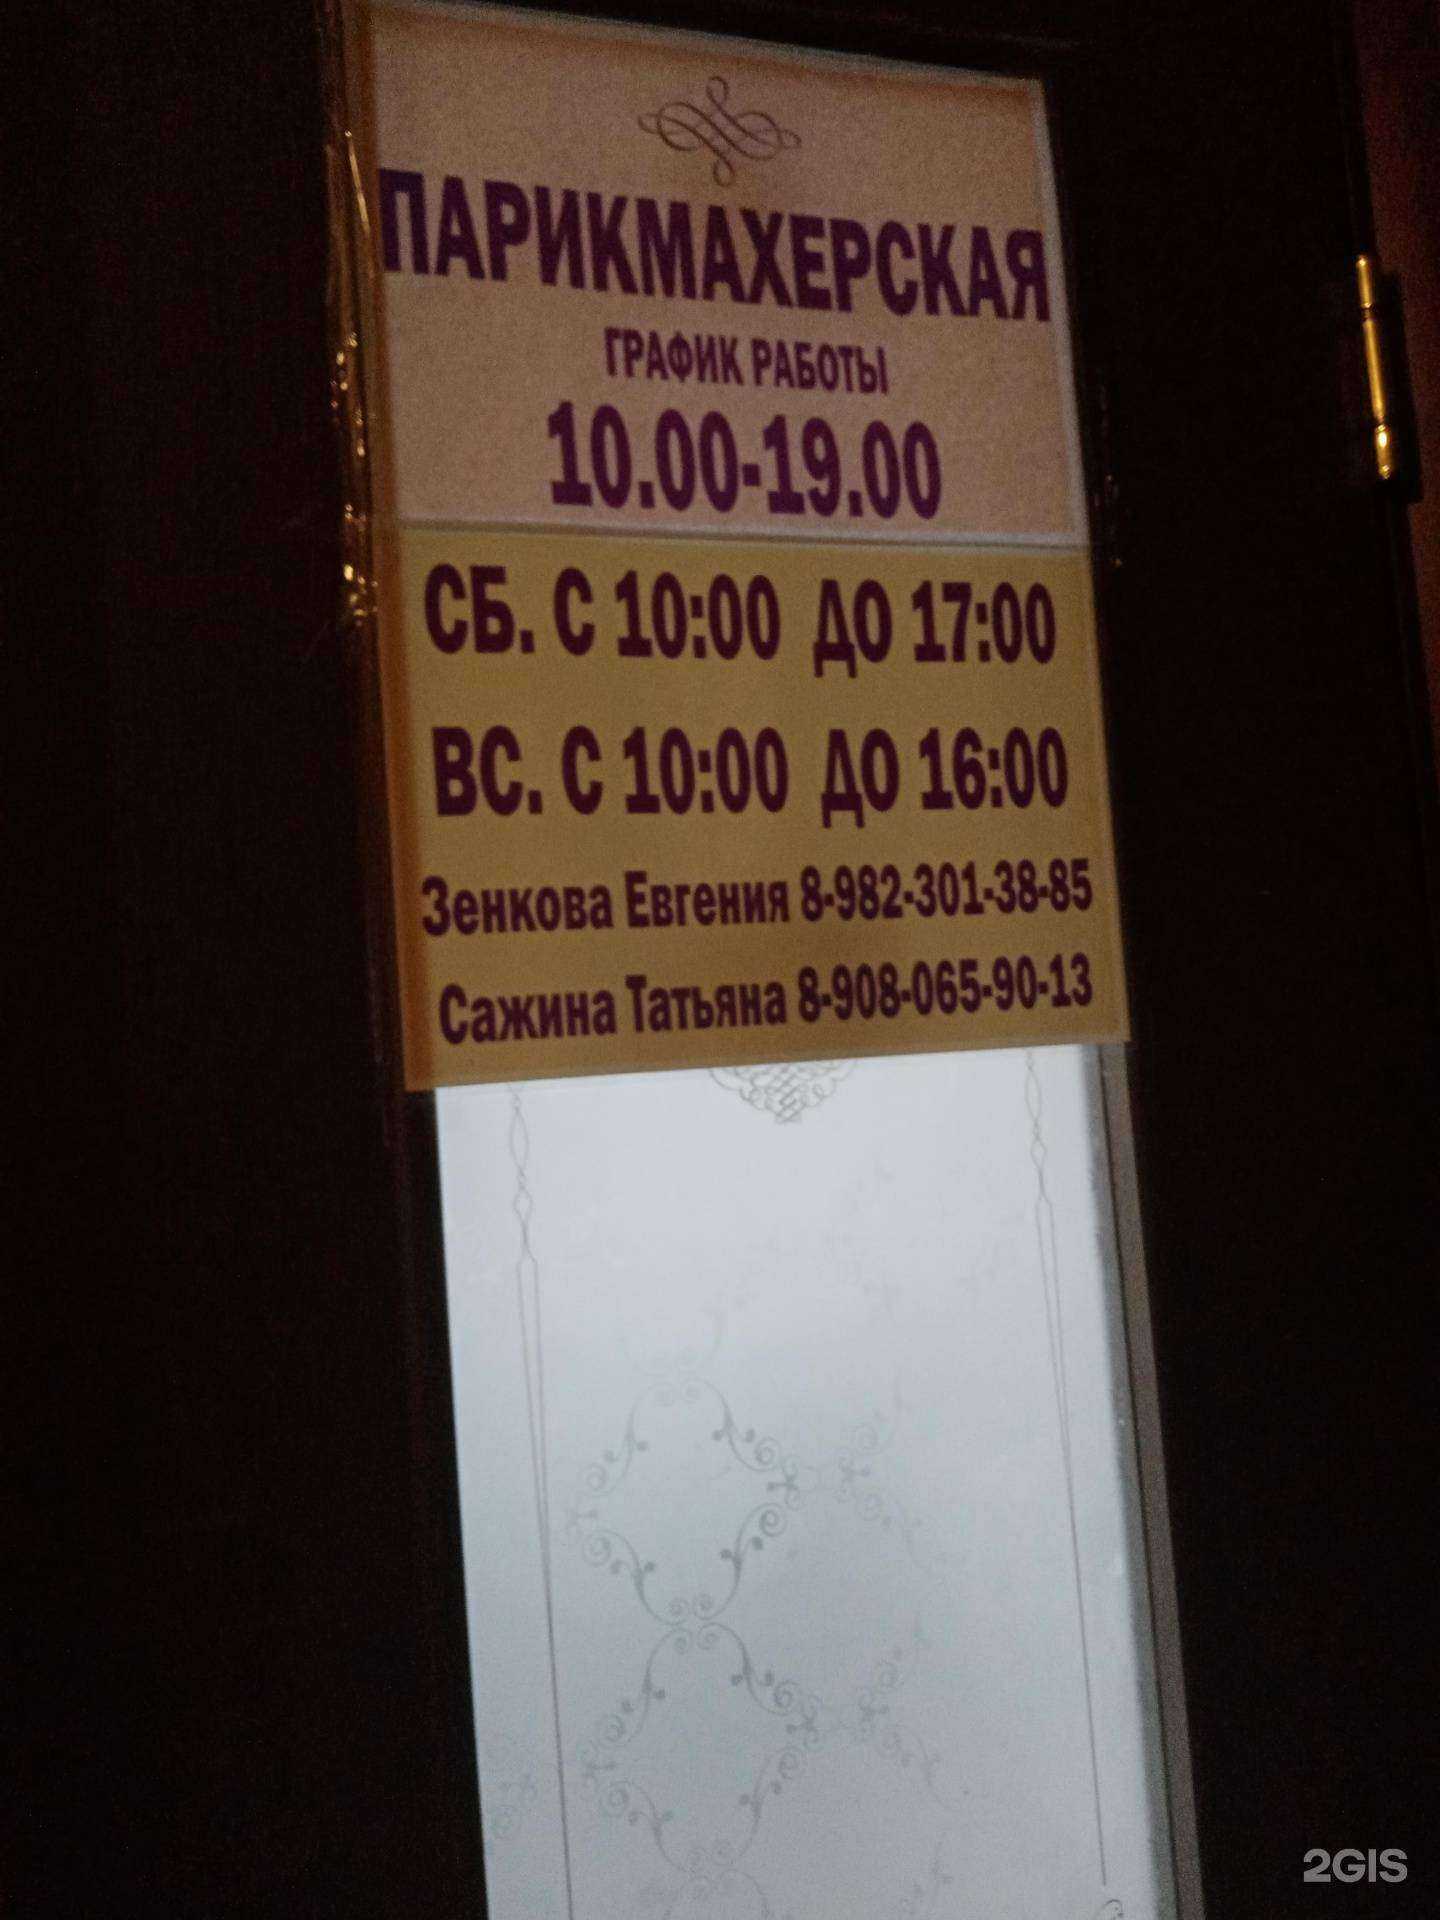 ПАРИКМАХЕРСКАЯ
ГРАФИК РАБОТЫ
10.00-19.00
СБ. С 10:00 ДО 17:00
ВС. С 10:00 ДО 16:00
Зенкова Евгения 8-982-301-38-85
Сажина Татьяна 8-908-065-90-13
2GIS